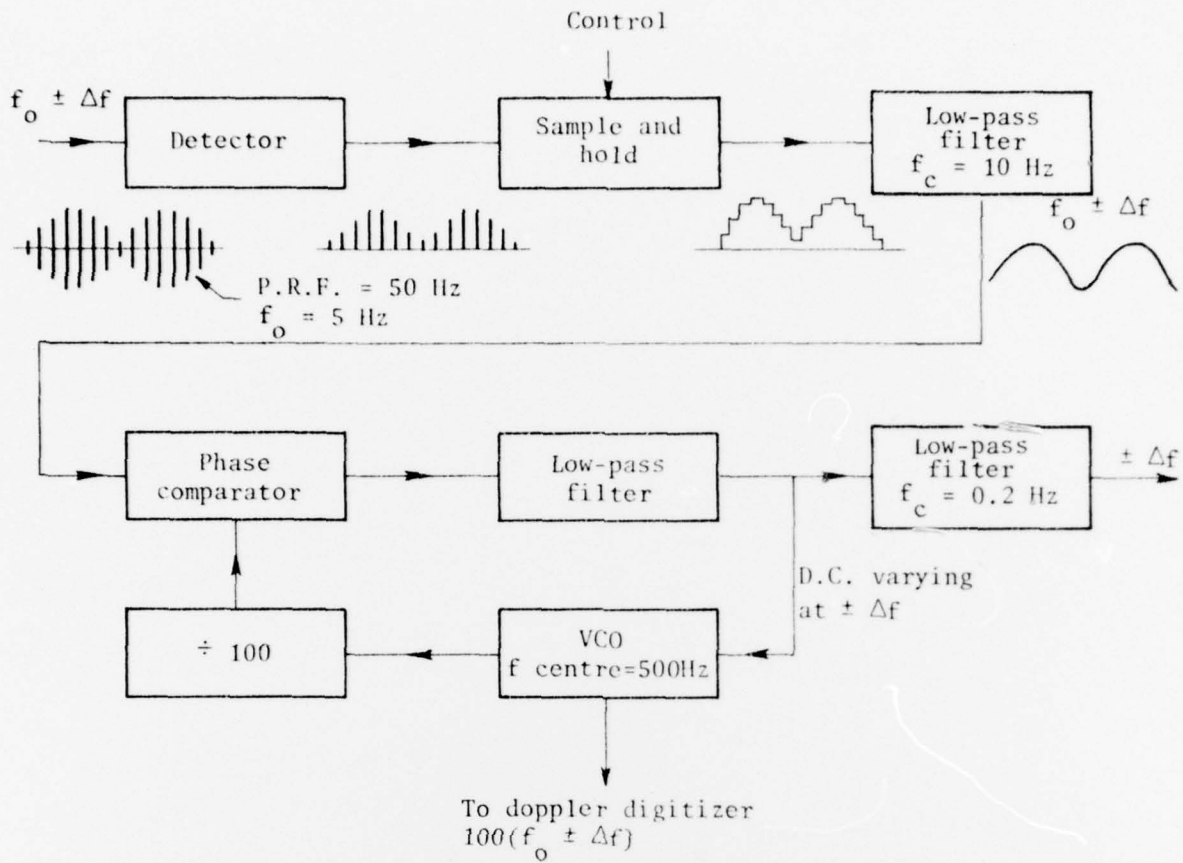 Control
f_o ± Δf
Detector
Sample and
hold
Low-pass
filter
f_c = 10 Hz
f_o ± Δf
P.R.F. = 50 Hz
f_o = 5 Hz
Phase
comparator
Low-pass
filter
Low-pass
filter
f_c = 0.2 Hz
± Δf
D.C. varying
at ± Δf
÷ 100
VCO
f centre=500Hz
To doppler digitizer
100(f_o ± Δf)